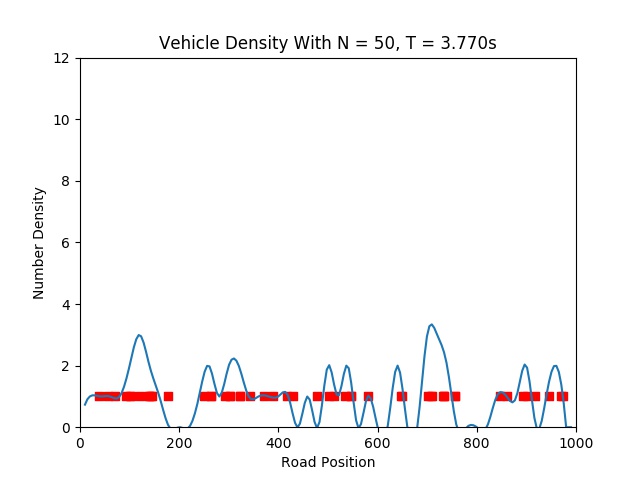 Vehicle Density With N = 50, T = 3.770s
12
10
8
6
4
2
0
Number Density
0 200 400 600 800 1000
Road Position